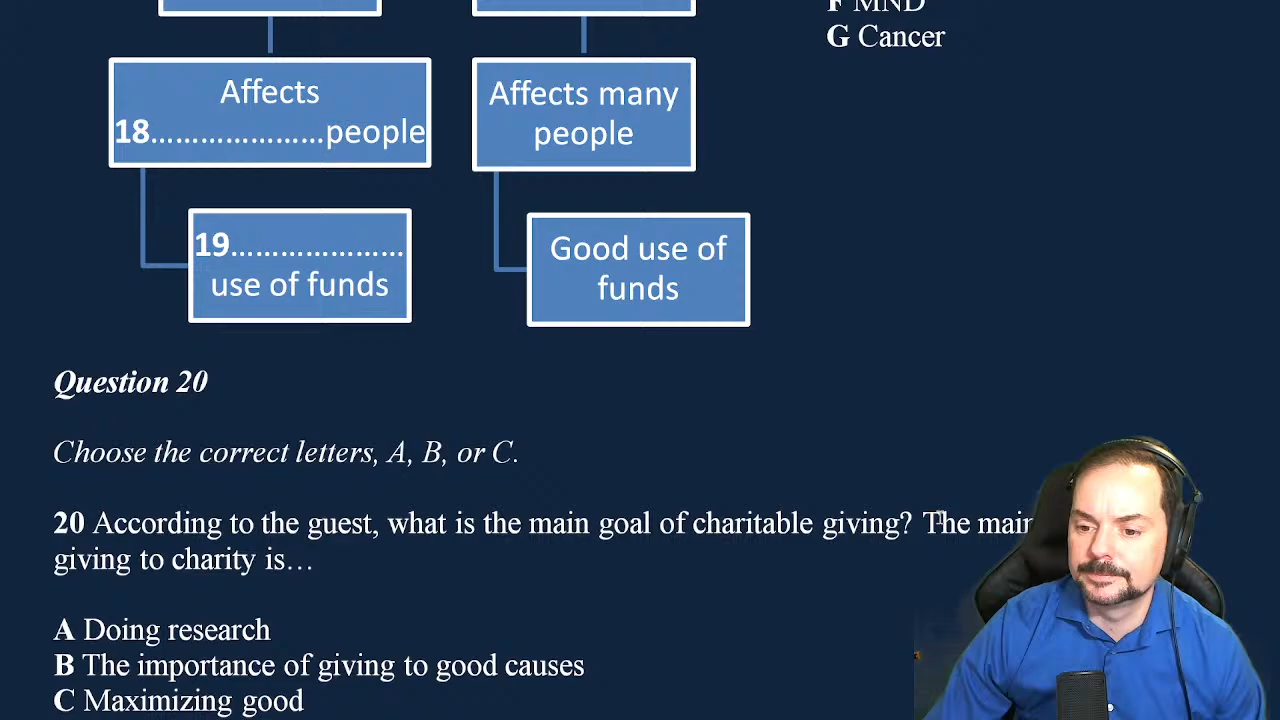 F MND
G Cancer
Affects
18.....................people
Affects many
people
19.....................
use of funds
Good use of
funds
Question 20
Choose the correct letters, A, B, or C.
20 According to the guest, what is the main goal of charitable giving? The main
giving to charity is…
A Doing research
B The importance of giving to good causes
C Maximizing good